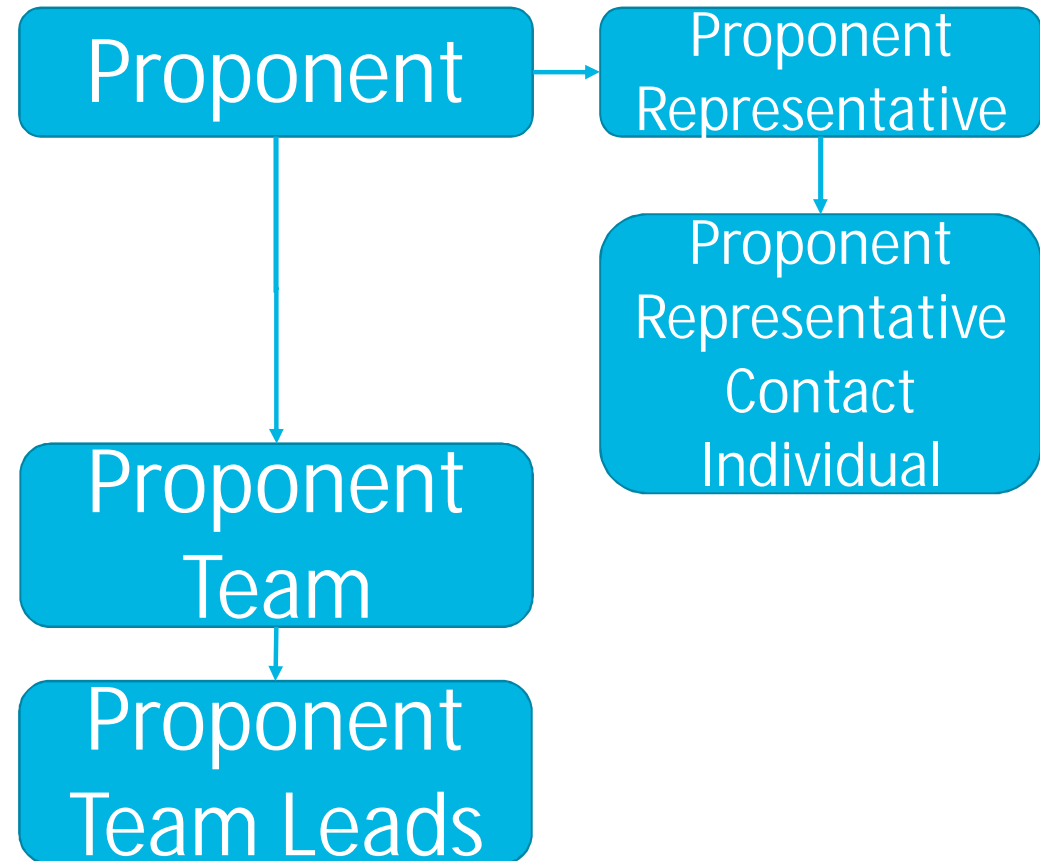 Proponent
Proponent
Representative
Proponent
Representative
Contact
Individual
Proponent
Team
Proponent
Team Leads